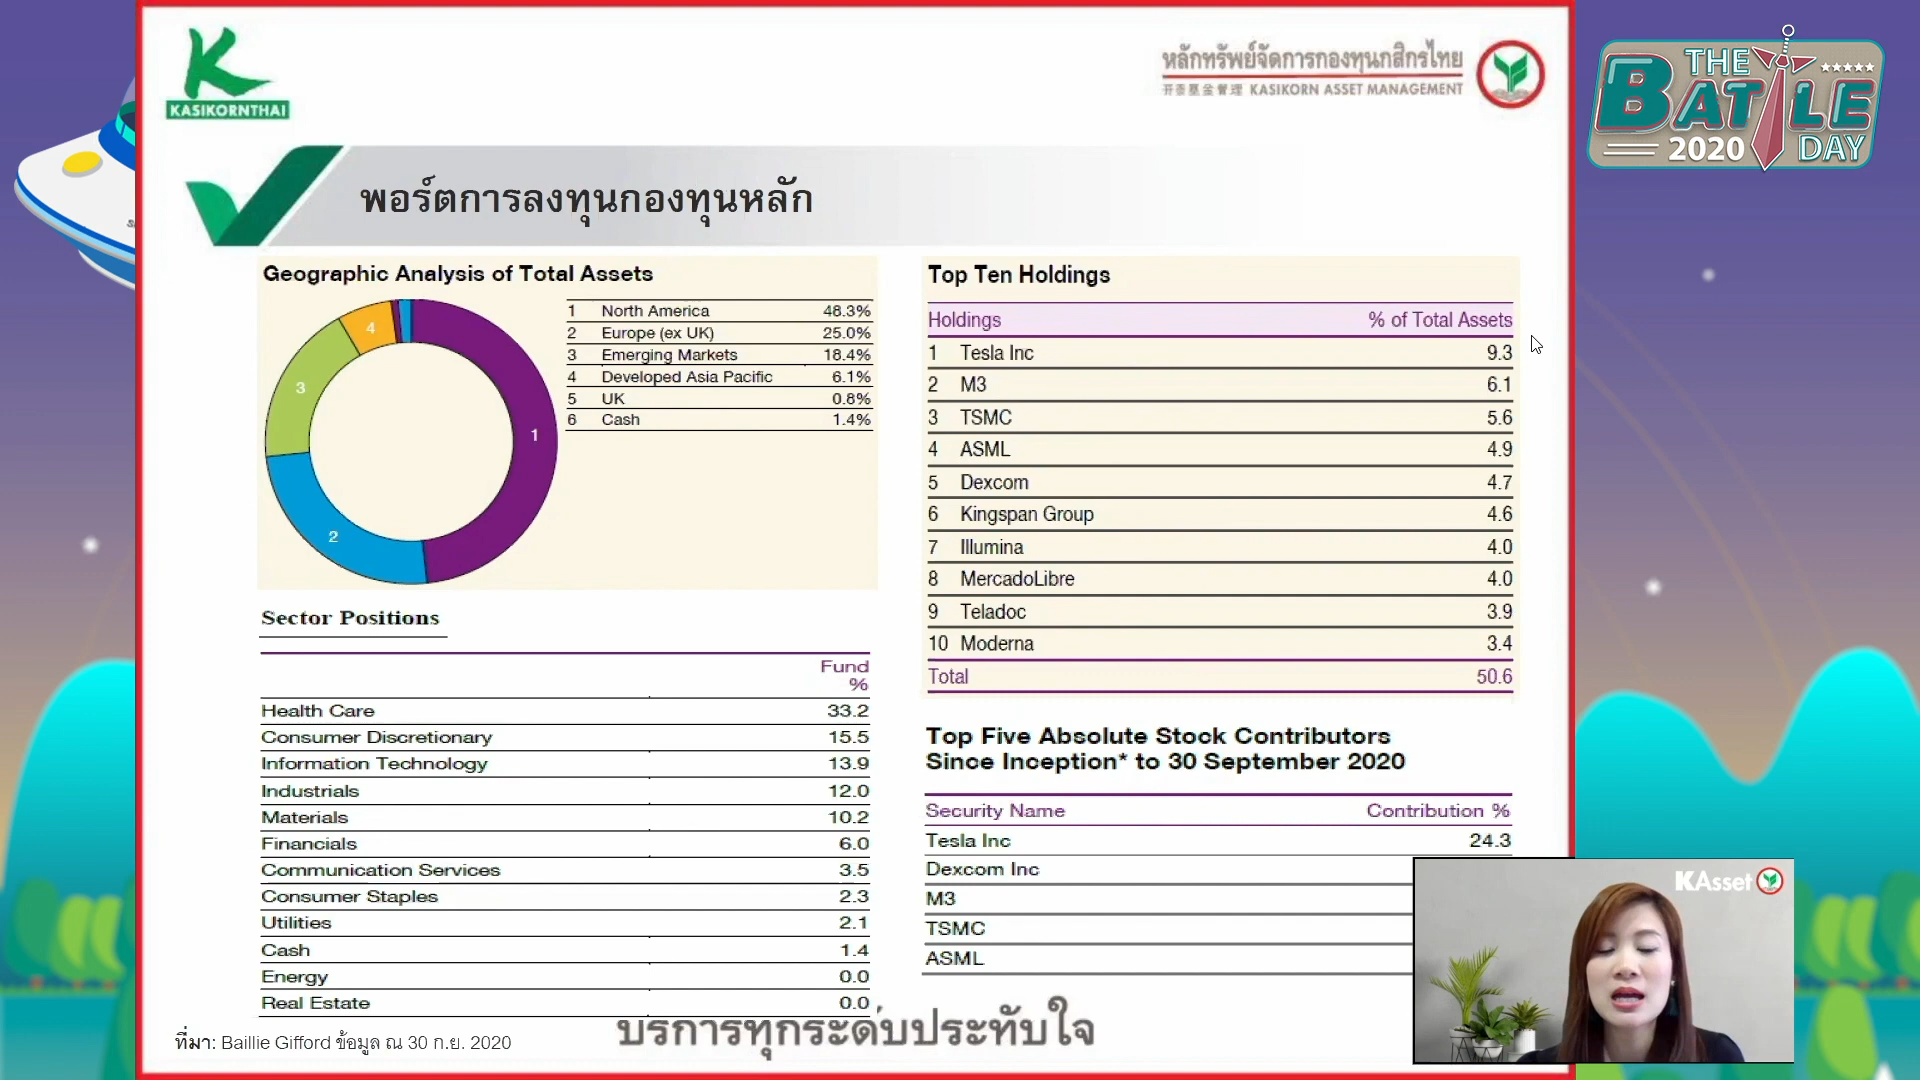 KASIKORNTHAI
หลักทรัพย์จัดการกองทุนกสิกรไทย
开泰基金管理 KASIKORN ASSET MANAGEMENT
THE
BATTLE
2020 DAY
พอร์ตการลงทุนกองทุนหลัก
Geographic Analysis of Total Assets
1 North America 48.3%
2 Europe (ex UK) 25.0%
3 Emerging Markets 18.4%
4 Developed Asia Pacific 6.1%
5 UK 0.8%
6 Cash 1.4%
4
3
1
2
Sector Positions
Fund
%
Health Care 33.2
Consumer Discretionary 15.5
Information Technology 13.9
Industrials 12.0
Materials 10.2
Financials 6.0
Communication Services 3.5
Consumer Staples 2.3
Utilities 2.1
Cash 1.4
Energy 0.0
Real Estate 0.0
Top Ten Holdings
Holdings % of Total Assets
1 Tesla Inc 9.3
2 M3 6.1
3 TSMC 5.6
4 ASML 4.9
5 Dexcom 4.7
6 Kingspan Group 4.6
7 Illumina 4.0
8 MercadoLibre 4.0
9 Teladoc 3.9
10 Moderna 3.4
Total 50.6
Top Five Absolute Stock Contributors
Since Inception* to 30 September 2020
Security Name Contribution %
Tesla Inc 24.3
Dexcom Inc
M3
TSMC
ASML
KAsset
ที่มา: Baillie Gifford ข้อมูล ณ 30 ก.ย. 2020
บริการทุกระดับประทับใจ